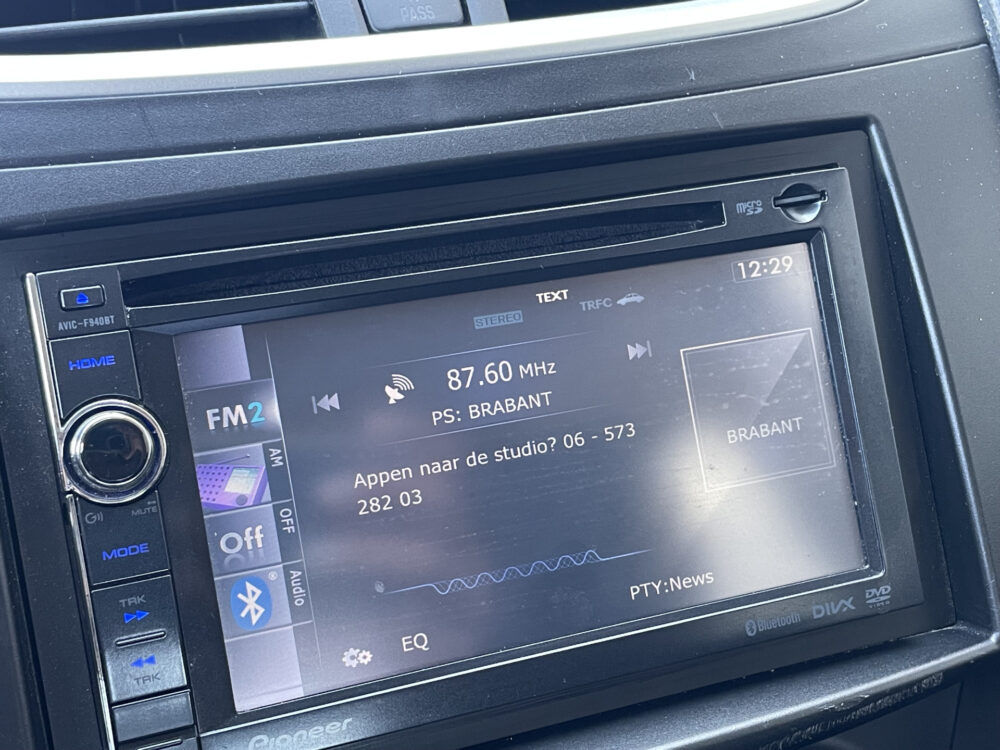 PASS
micro SD
AVIC-F940BT
12:29
TEXT
TRFC
STEREO
HOME
87.60 MHz
PS: BRABANT
FM2
BRABANT
AM
Appen naar de studio? 06 - 573
282 03
OFF
Off
MUTE
MODE
Audio
PTY:News
TRK
EQ
TRK
Bluetooth
DIVX
DVD
VIDEO
Pioneer